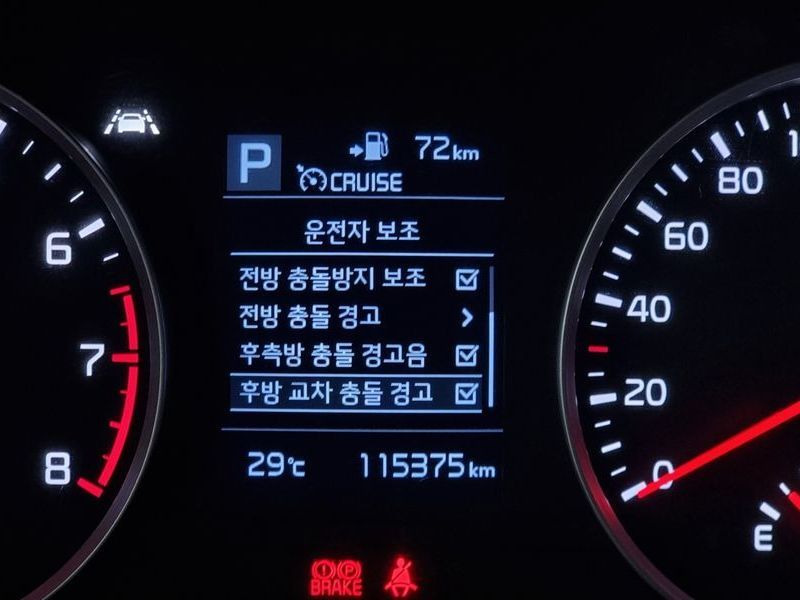 P
72km
CRUISE
운전자 보조
전방 충돌방지 보조
전방 충돌 경고
후측방 충돌 경고음
후방 교차 충돌 경고
29℃
115375km
6
7
8
80
60
40
20
0
E
(!) (P)
BRAKE